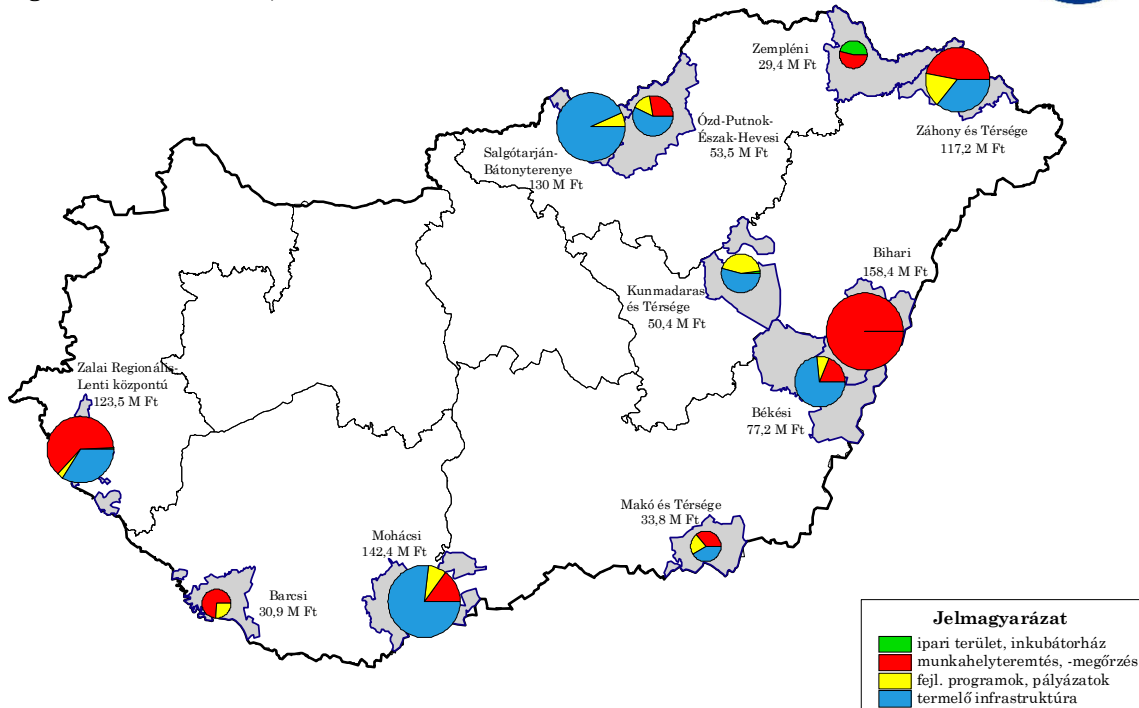 Zempléni
29,4 M Ft
Záhony és Térsége
117,2 M Ft
Ózd-Putnok-
Észak-Hevesi
53,5 M Ft
Salgótarján-
Bátonyterenye
130 M Ft
Bihari
158,4 M Ft
Kunmadaras
és Térsége
50,4 M Ft
Zalai Regionális-
Lenti központú
123,5 M Ft
Békési
77,2 M Ft
Makó és Térsége
33,8 M Ft
Mohácsi
142,4 M Ft
Barcsi
30,9 M Ft
Jelmagyarázat
ipari terület, inkubátorház
munkahelyteremtés, -megőrzés
fejl. programok, pályázatok
termelő infrastruktúra